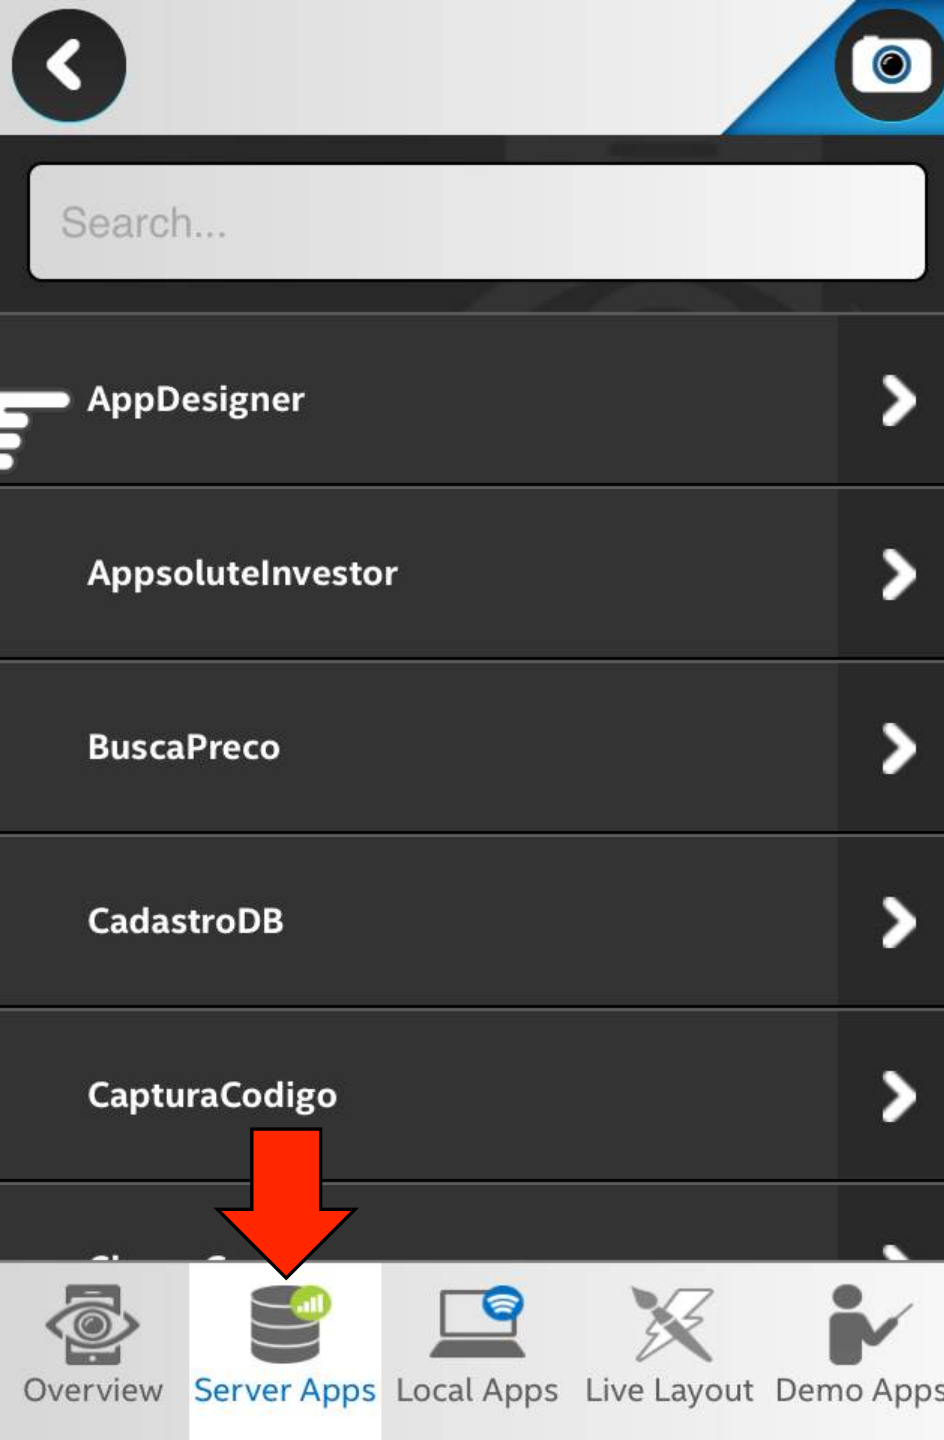 Search...
AppDesigner
AppsoluteInvestor
BuscaPreco
CadastroDB
CapturaCodigo
Overview
Server Apps
Local Apps
Live Layout
Demo Apps